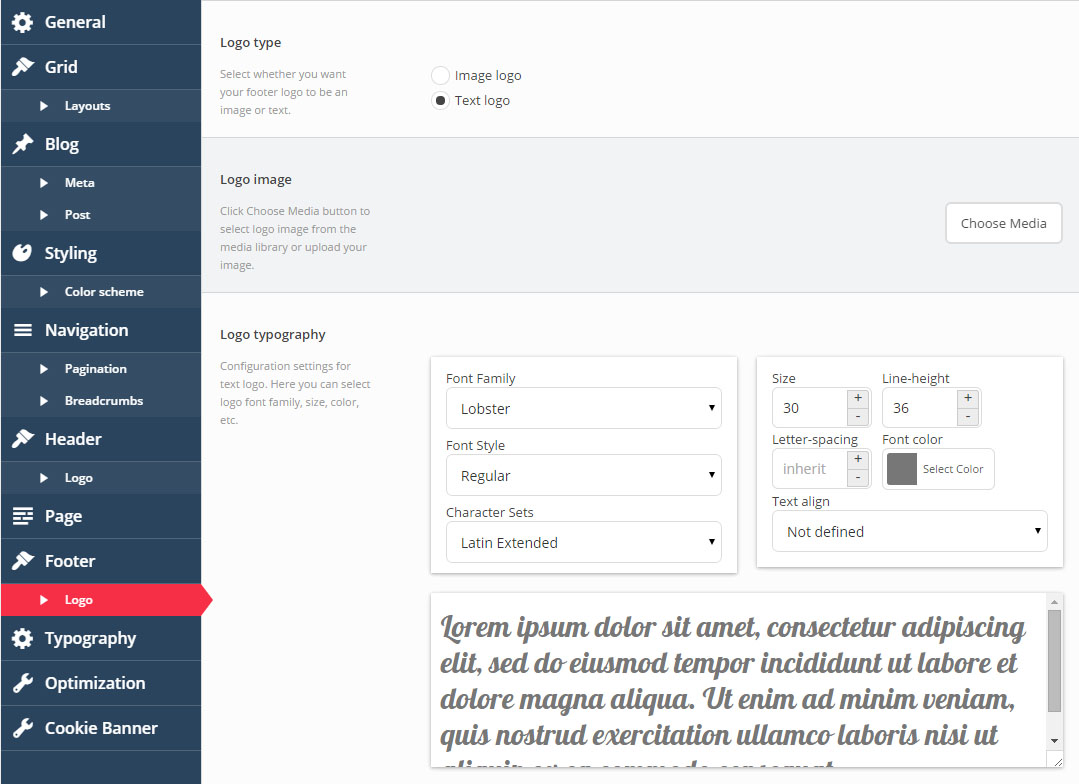 General
Grid
Layouts
Blog
Meta
Post
Styling
Color scheme
Navigation
Pagination
Breadcrumbs
Header
Logo
Page
Footer
Logo
Typography
Optimization
Cookie Banner
Logo type
Select whether you want
your footer logo to be an
image or text.
Image logo
Text logo
Logo image
Click Choose Media button to
select logo image from the
media library or upload your
image.
Choose Media
Logo typography
Configuration settings for
text logo. Here you can select
logo font family, size, color,
etc.
Font Family
Lobster
Font Style
Regular
Character Sets
Latin Extended
Size
Line-height
30
+
-
36
+
-
Letter-spacing
Font color
inherit
+
-
Select Color
Text align
Not defined
Lorem ipsum dolor sit amet, consectetur adipiscing
elit, sed do eiusmod tempor incididunt ut labore et
dolore magna aliqua. Ut enim ad minim veniam,
quis nostrud exercitation ullamco laboris nisi ut